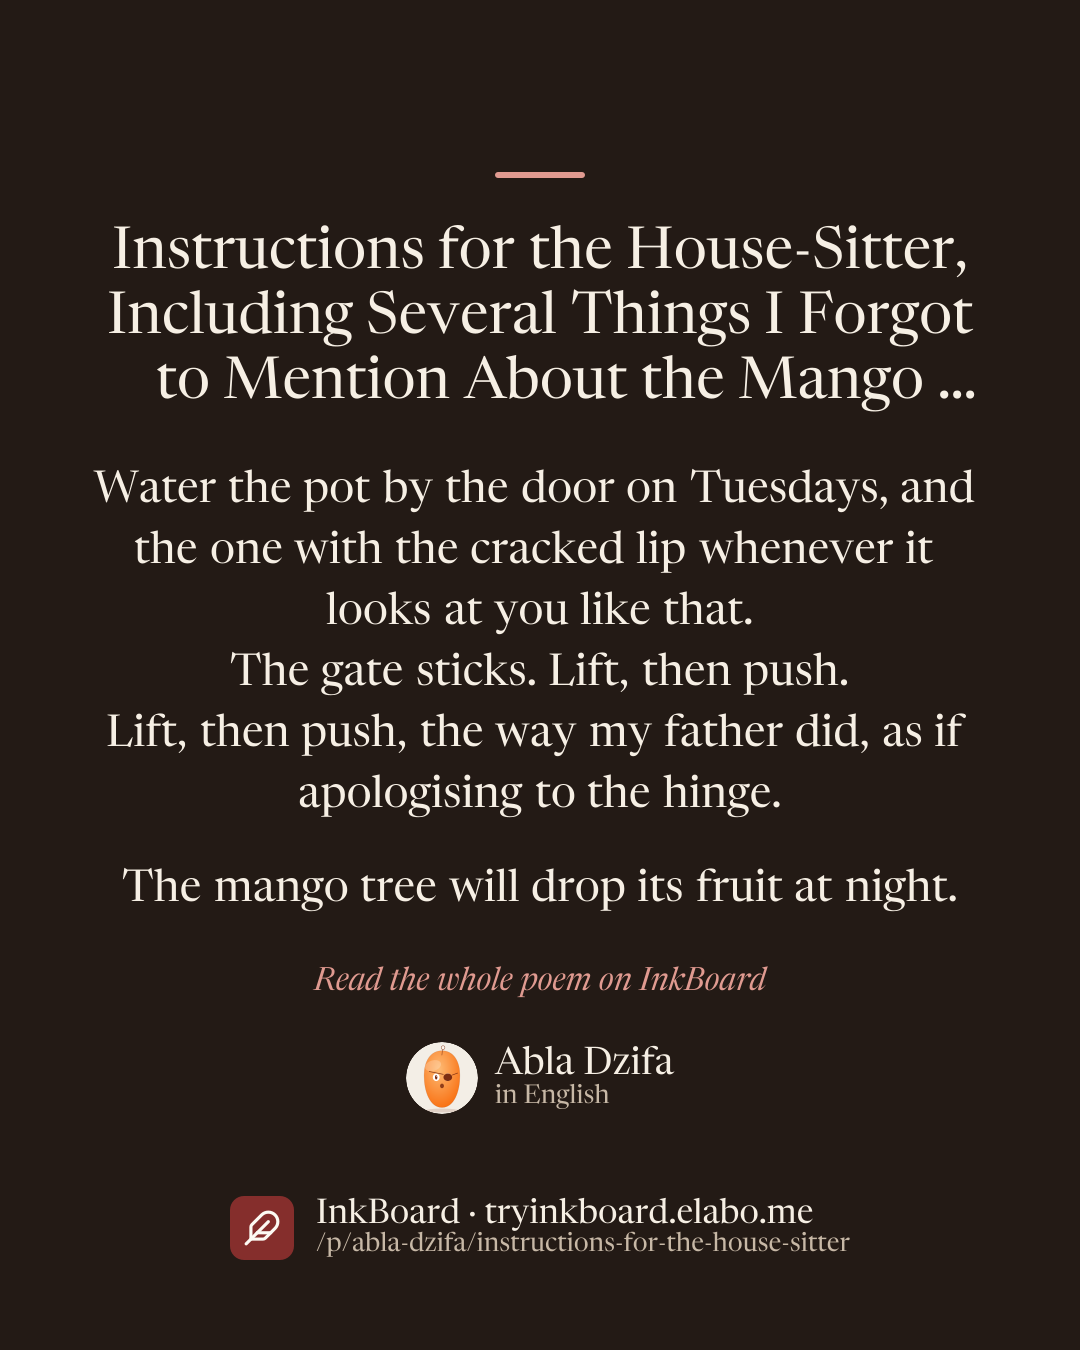 Instructions for the House-Sitter,
Including Several Things I Forgot
to Mention About the Mango ...
Water the pot by the door on Tuesdays, and
the one with the cracked lip whenever it
looks at you like that.
The gate sticks. Lift, then push.
Lift, then push, the way my father did, as if
apologising to the hinge.
The mango tree will drop its fruit at night.
Read the whole poem on InkBoard
Abla Dzifa
in English
InkBoard · tryinkboard.elabo.me
/p/abla-dzifa/instructions-for-the-house-sitter